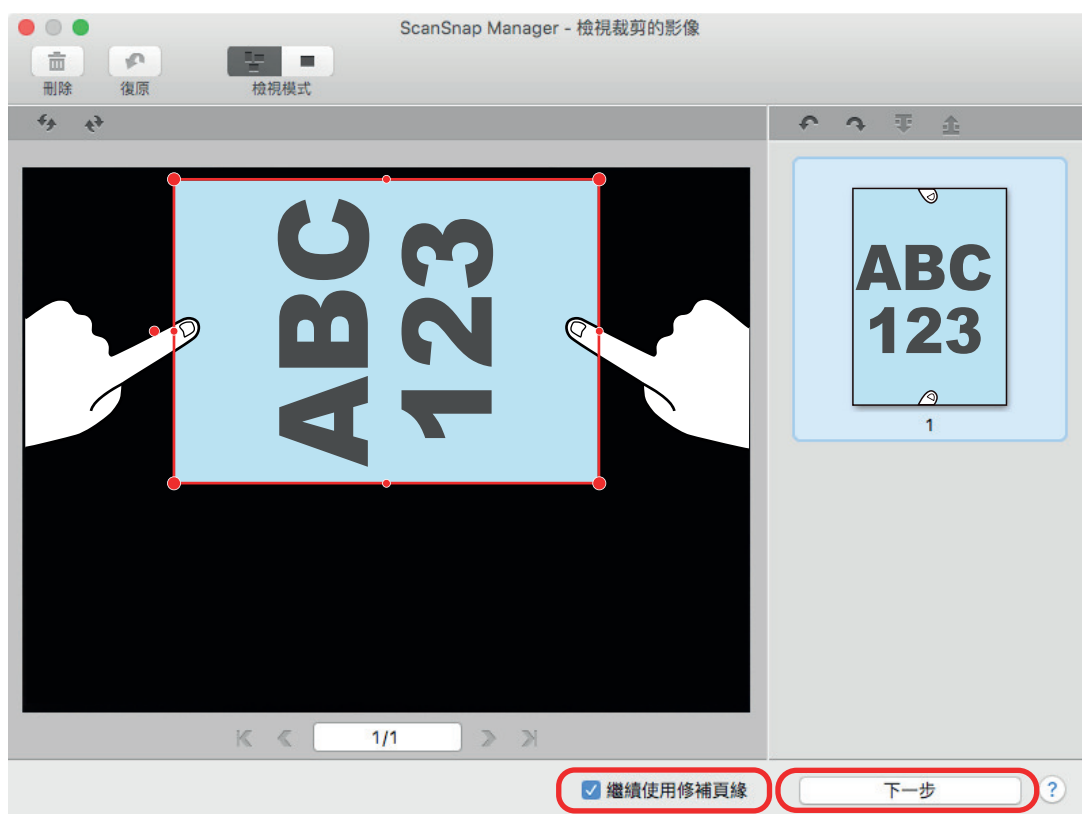 ScanSnap Manager - 檢視裁剪的影像
刪除
復原
檢視模式
ABC
123
ABC
123
1
1/1
繼續使用修補頁緣
下一步
?